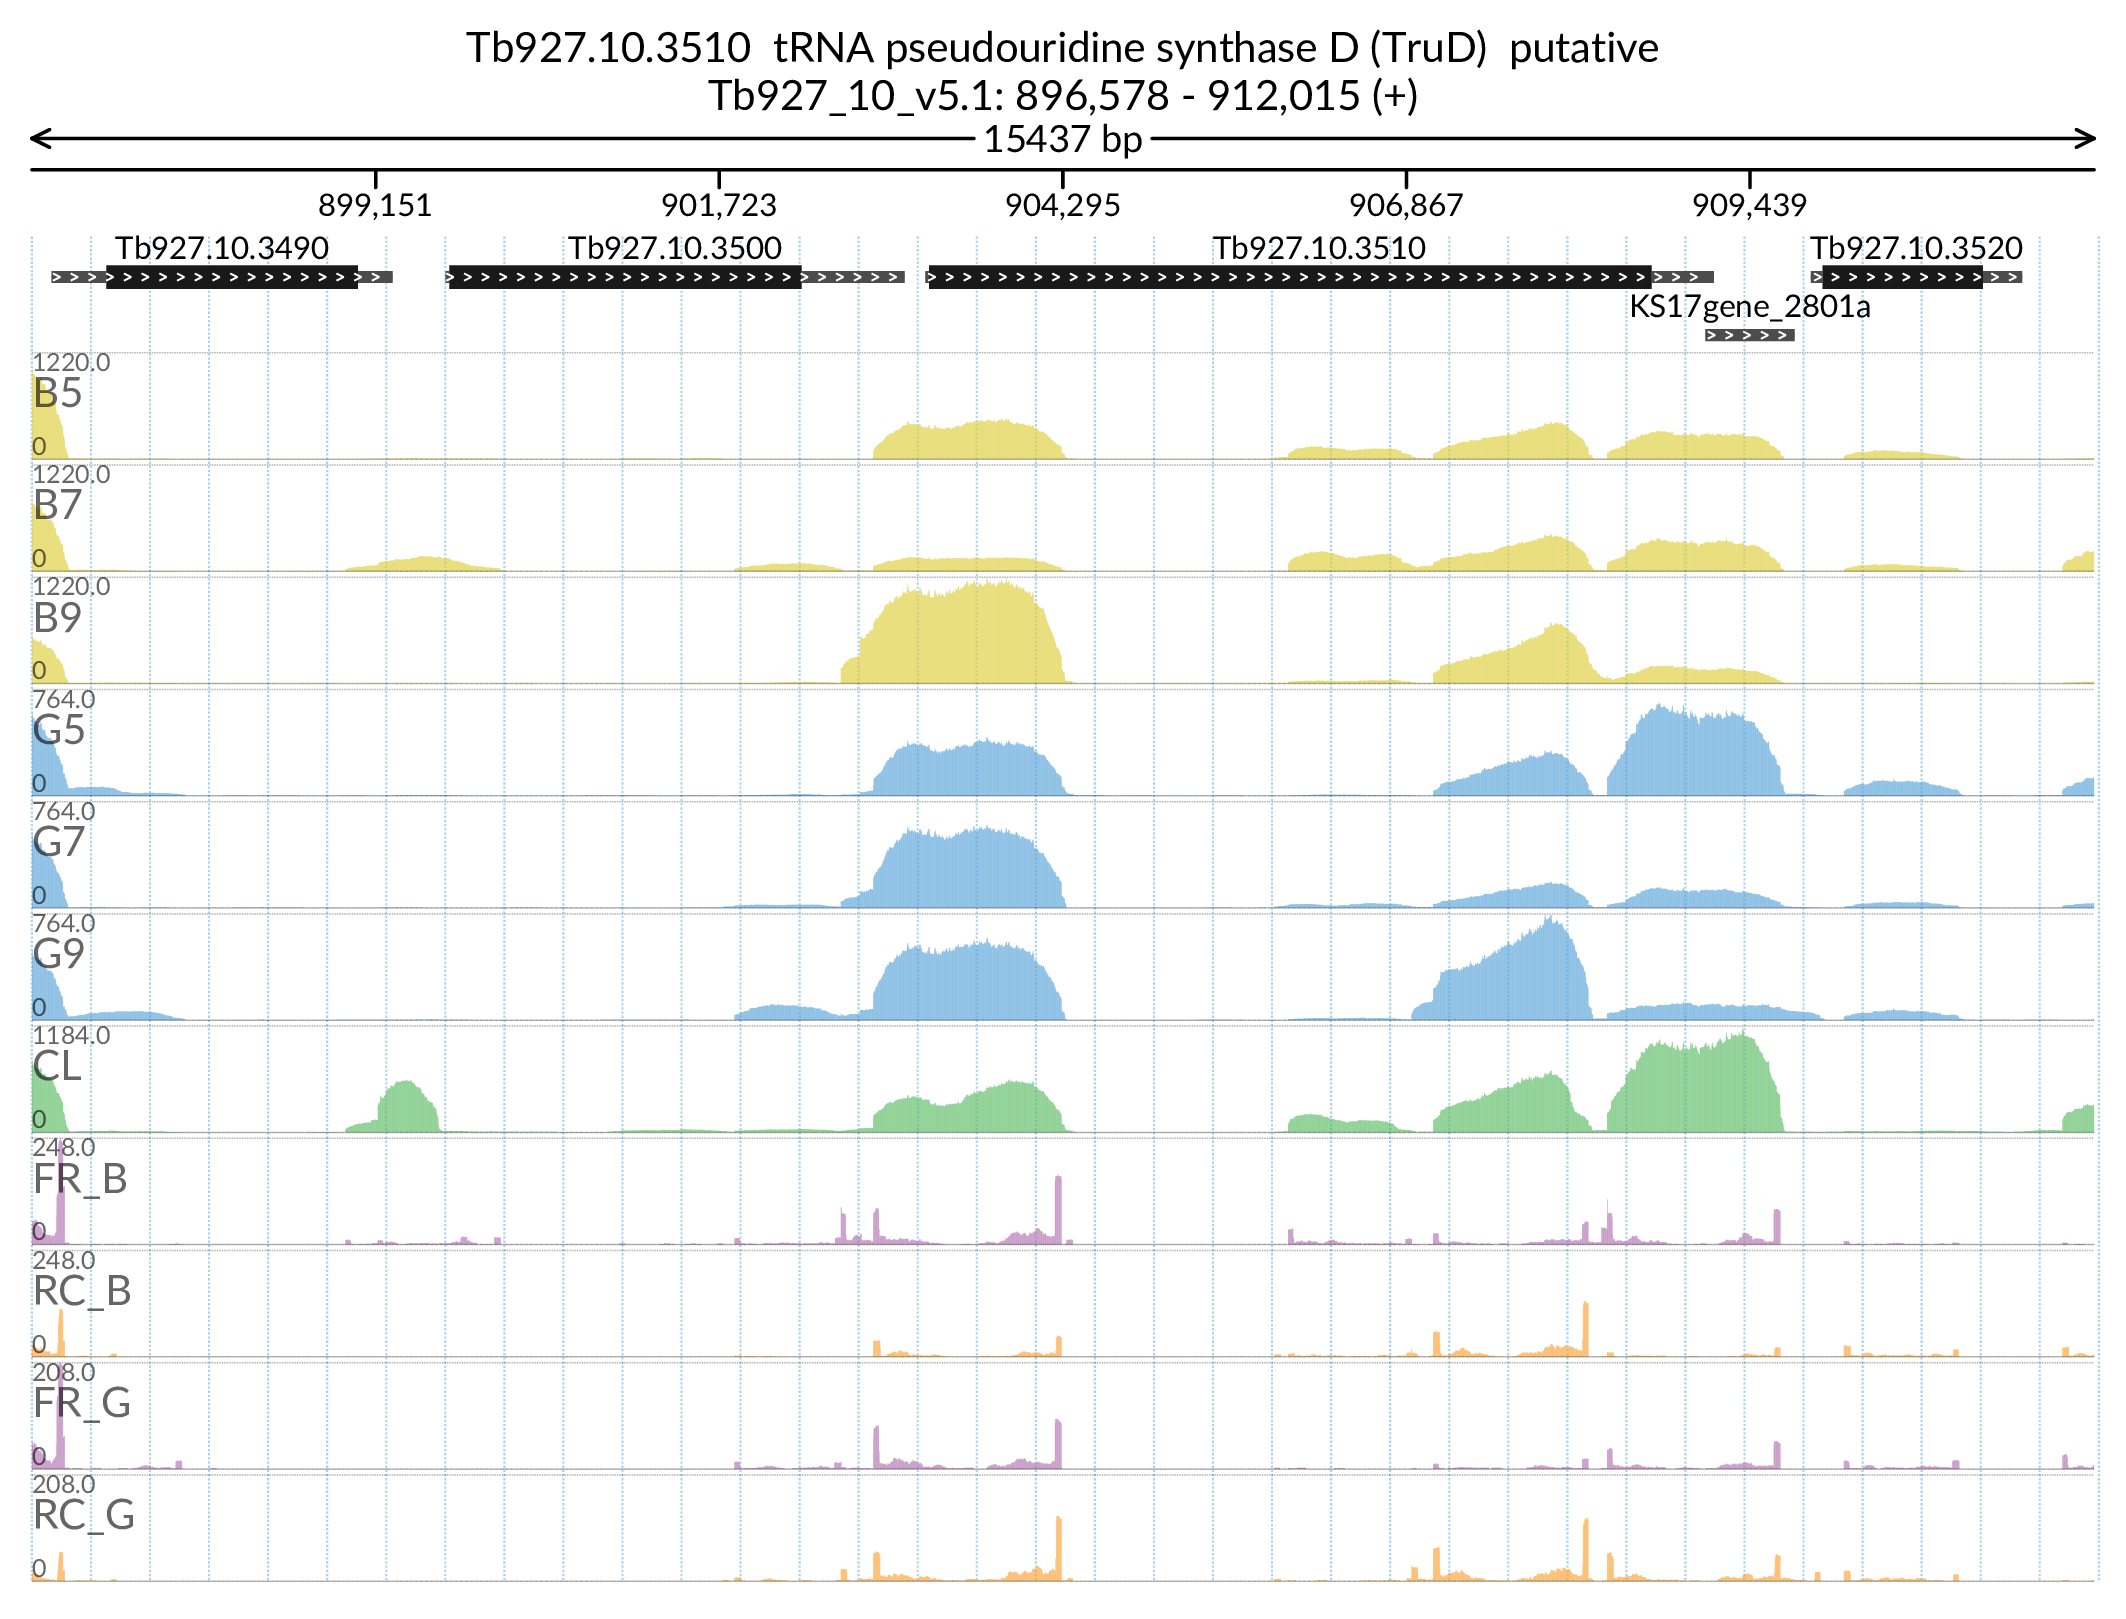 Tb927.10.3510  tRNA pseudouridine synthase D (TruD)  putative
Tb927_10_v5.1: 896,578 - 912,015 (+)
15437 bp
899,151 901,723 904,295 906,867 909,439
Tb927.10.3490 Tb927.10.3500 Tb927.10.3510 Tb927.10.3520
KS17gene_2801a
1220.0
B5
0
1220.0
B7
0
1220.0
B9
0
764.0
G5
0
764.0
G7
0
764.0
G9
0
1184.0
CL
0
248.0
FR_B
0
248.0
RC_B
0
208.0
FR_G
0
208.0
RC_G
0